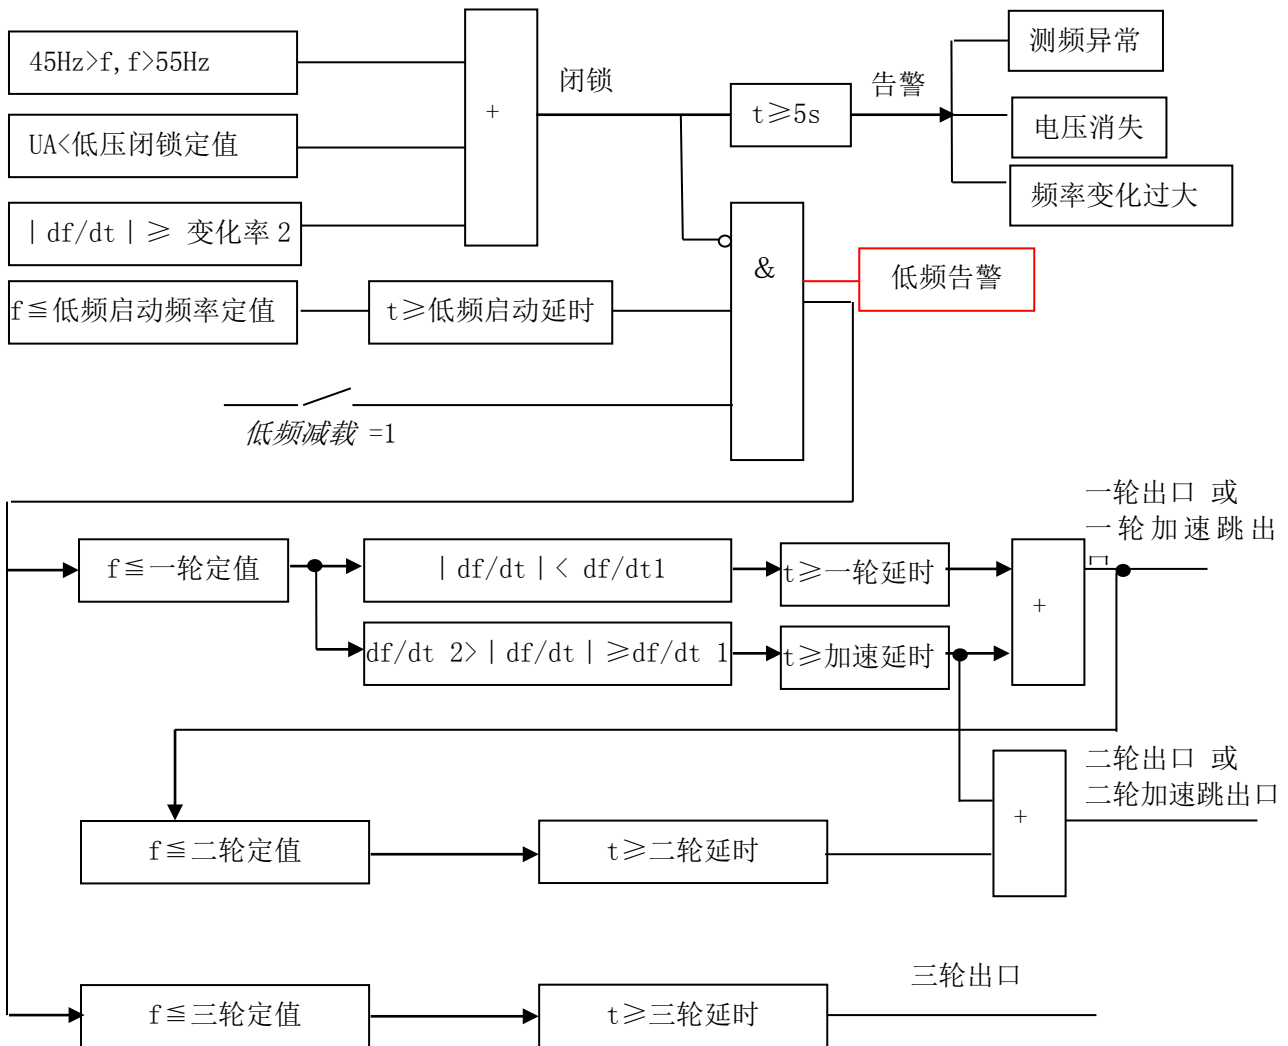 45Hz>f,f>55Hz
UA<低压闭锁定值
|df/dt|≥ 变化率2
f≦低频启动频率定值
t≥低频启动延时
+
闭锁
t≥5s
告警
测频异常
电压消失
频率变化过大
&
低频告警
低频减载 =1
f≦一轮定值
|df/dt|< df/dt1
t≥一轮延时
df/dt 2>|df/dt|≥df/dt 1
t≥加速延时
+
一轮出口 或
一轮加速跳出
口
f≦二轮定值
t≥二轮延时
+
二轮出口 或
二轮加速跳出口
f≦三轮定值
t≥三轮延时
三轮出口